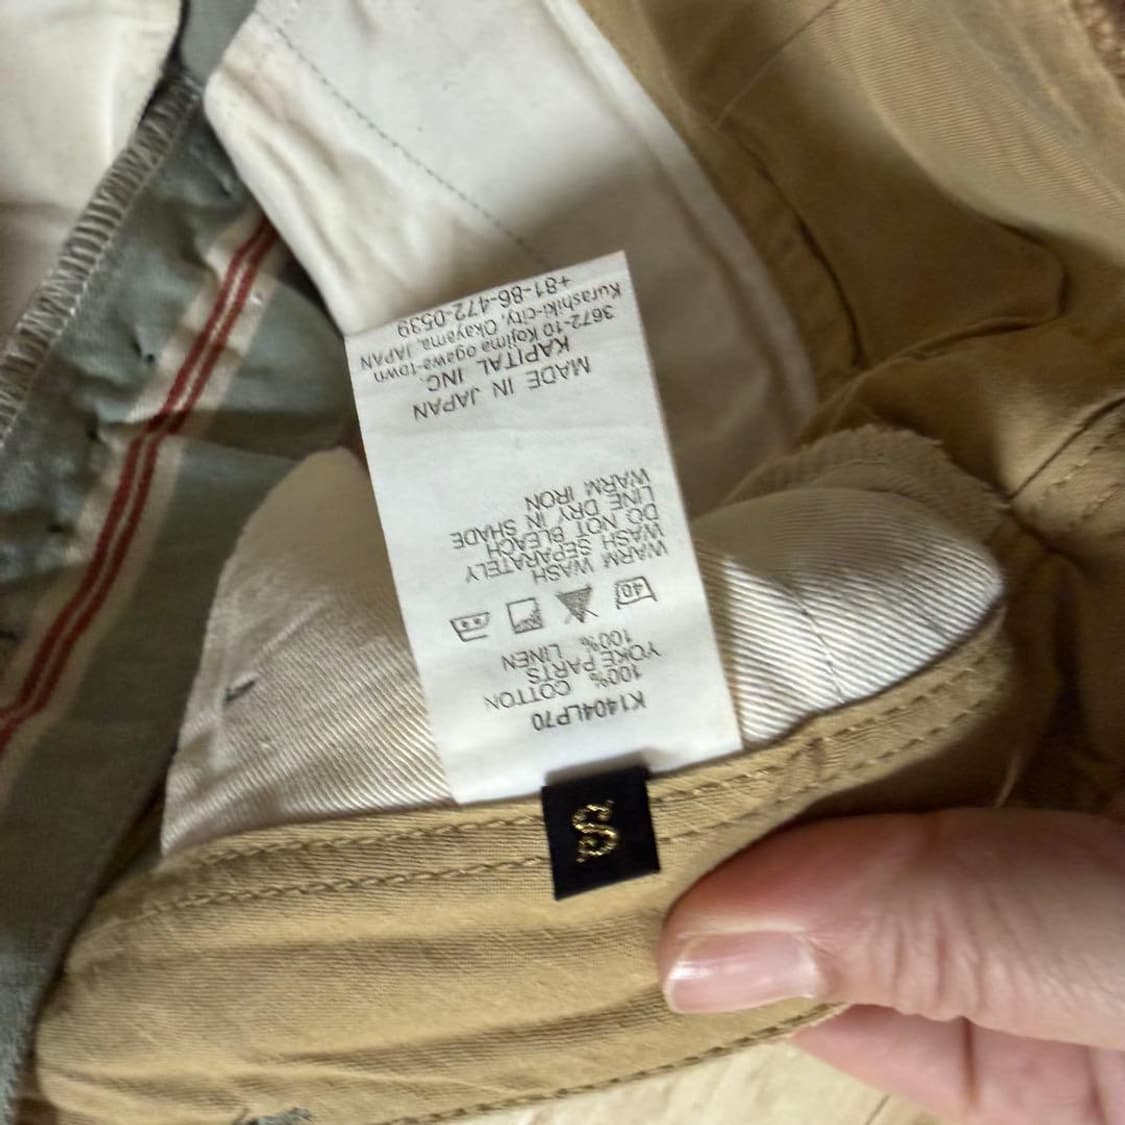 S
K1404LP70
100% COTTON
YOKE PARTS
100% LINEN
40
WARM WASH
WASH SEPARATELY
DO NOT BLEACH
LINE DRY IN SHADE
WARM IRON
MADE IN JAPAN
KAPITAL INC.
3672-10 Kojima ogawa-town
Kurashiki-city, Okayama, JAPAN
+81-86-472-0539